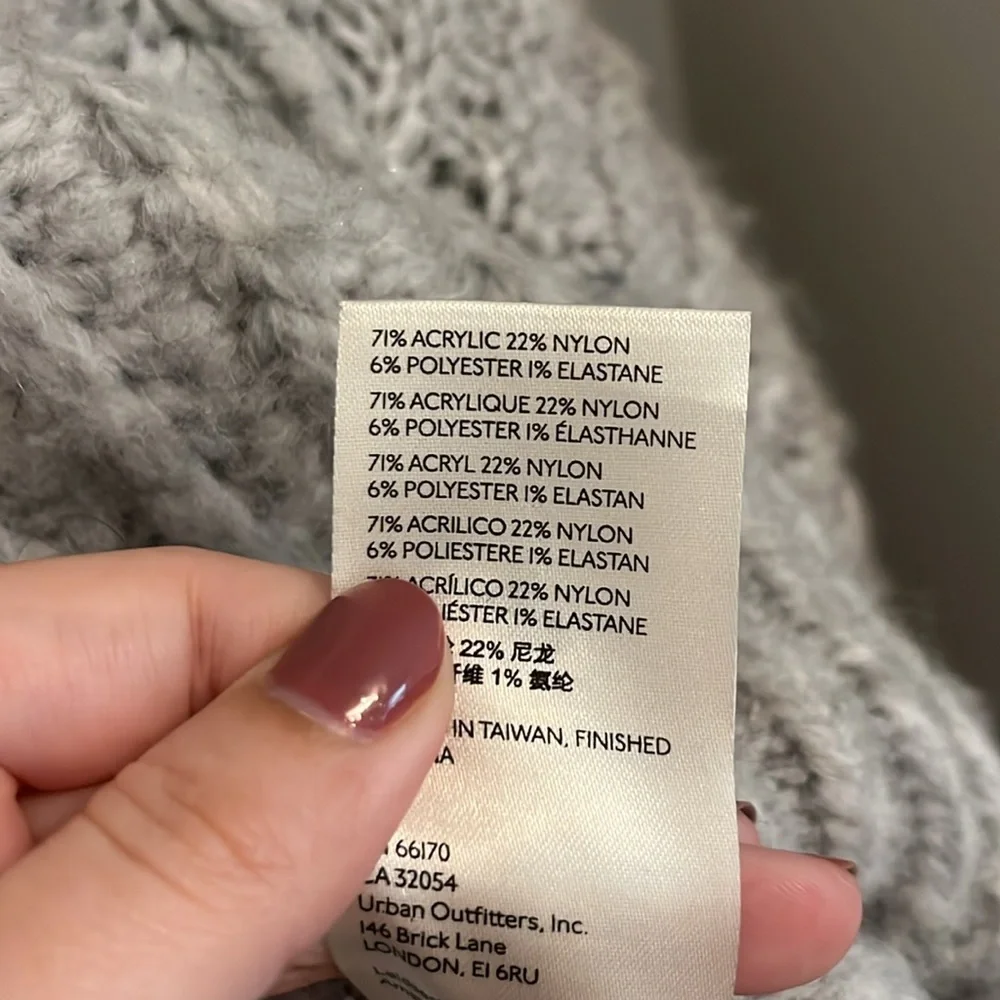 71% ACRYLIC 22% NYLON
6% POLYESTER 1% ELASTANE
71% ACRYLIQUE 22% NYLON
6% POLYESTER 1% ÉLASTHANNE
71% ACRYL 22% NYLON
6% POLYESTER 1% ELASTAN
71% ACRILICO 22% NYLON
6% POLIESTERE 1% ELASTAN
71% ACRÍLICO 22% NYLON
1% ELASTANE
22% 尼龙
1% 氨纶
IN TAIWAN, FINISHED
66170
32054
Urban Outfitters, Inc.
146 Brick Lane
LONDON, E1 6RU